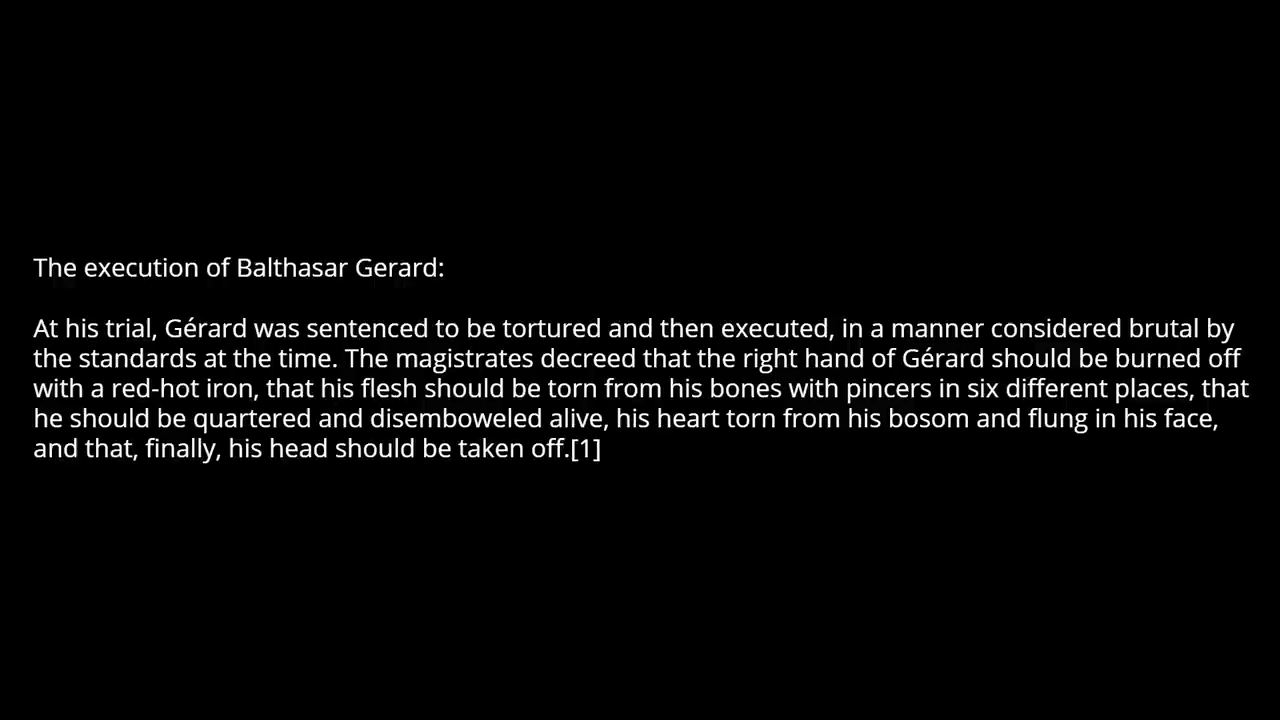 The execution of Balthasar Gerard:
At his trial, Gérard was sentenced to be tortured and then executed, in a manner considered brutal by
the standards at the time. The magistrates decreed that the right hand of Gérard should be burned off
with a red-hot iron, that his flesh should be torn from his bones with pincers in six different places, that
he should be quartered and disemboweled alive, his heart torn from his bosom and flung in his face,
and that, finally, his head should be taken off.[1]